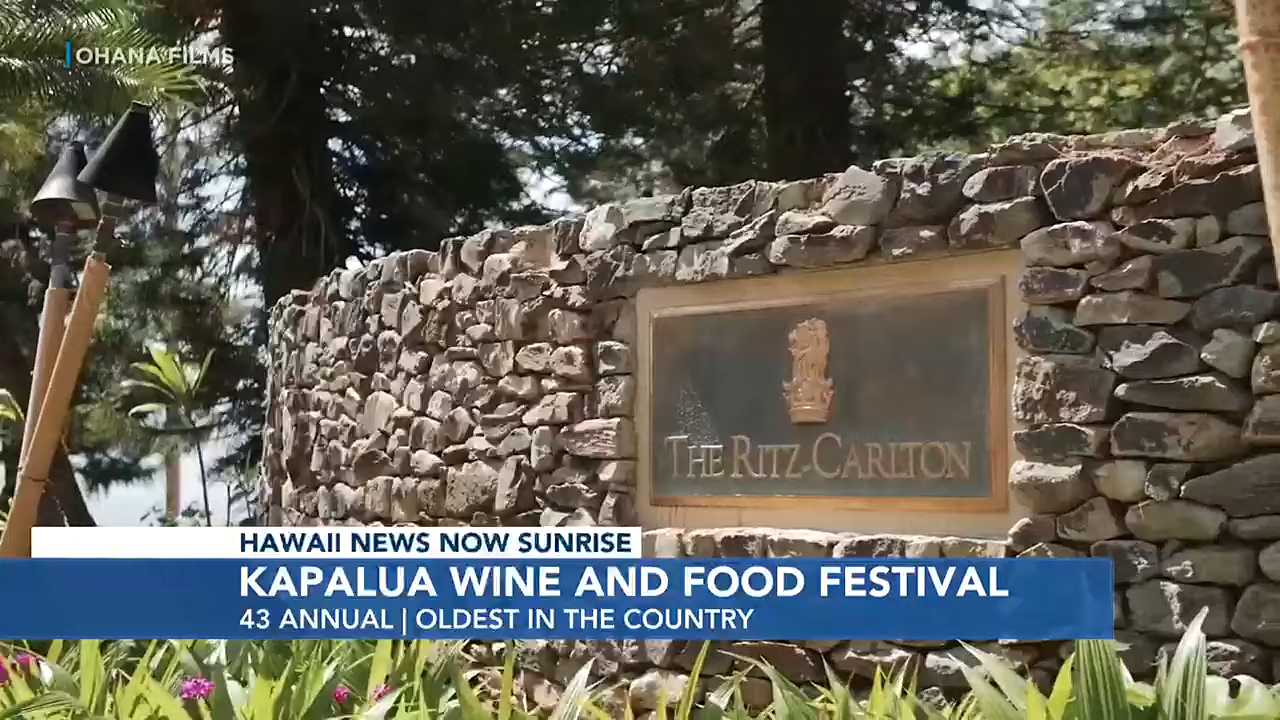 OHANA FILMS
THE RITZ-CARLTON
HAWAII NEWS NOW SUNRISE
KAPALUA WINE AND FOOD FESTIVAL
43 ANNUAL | OLDEST IN THE COUNTRY